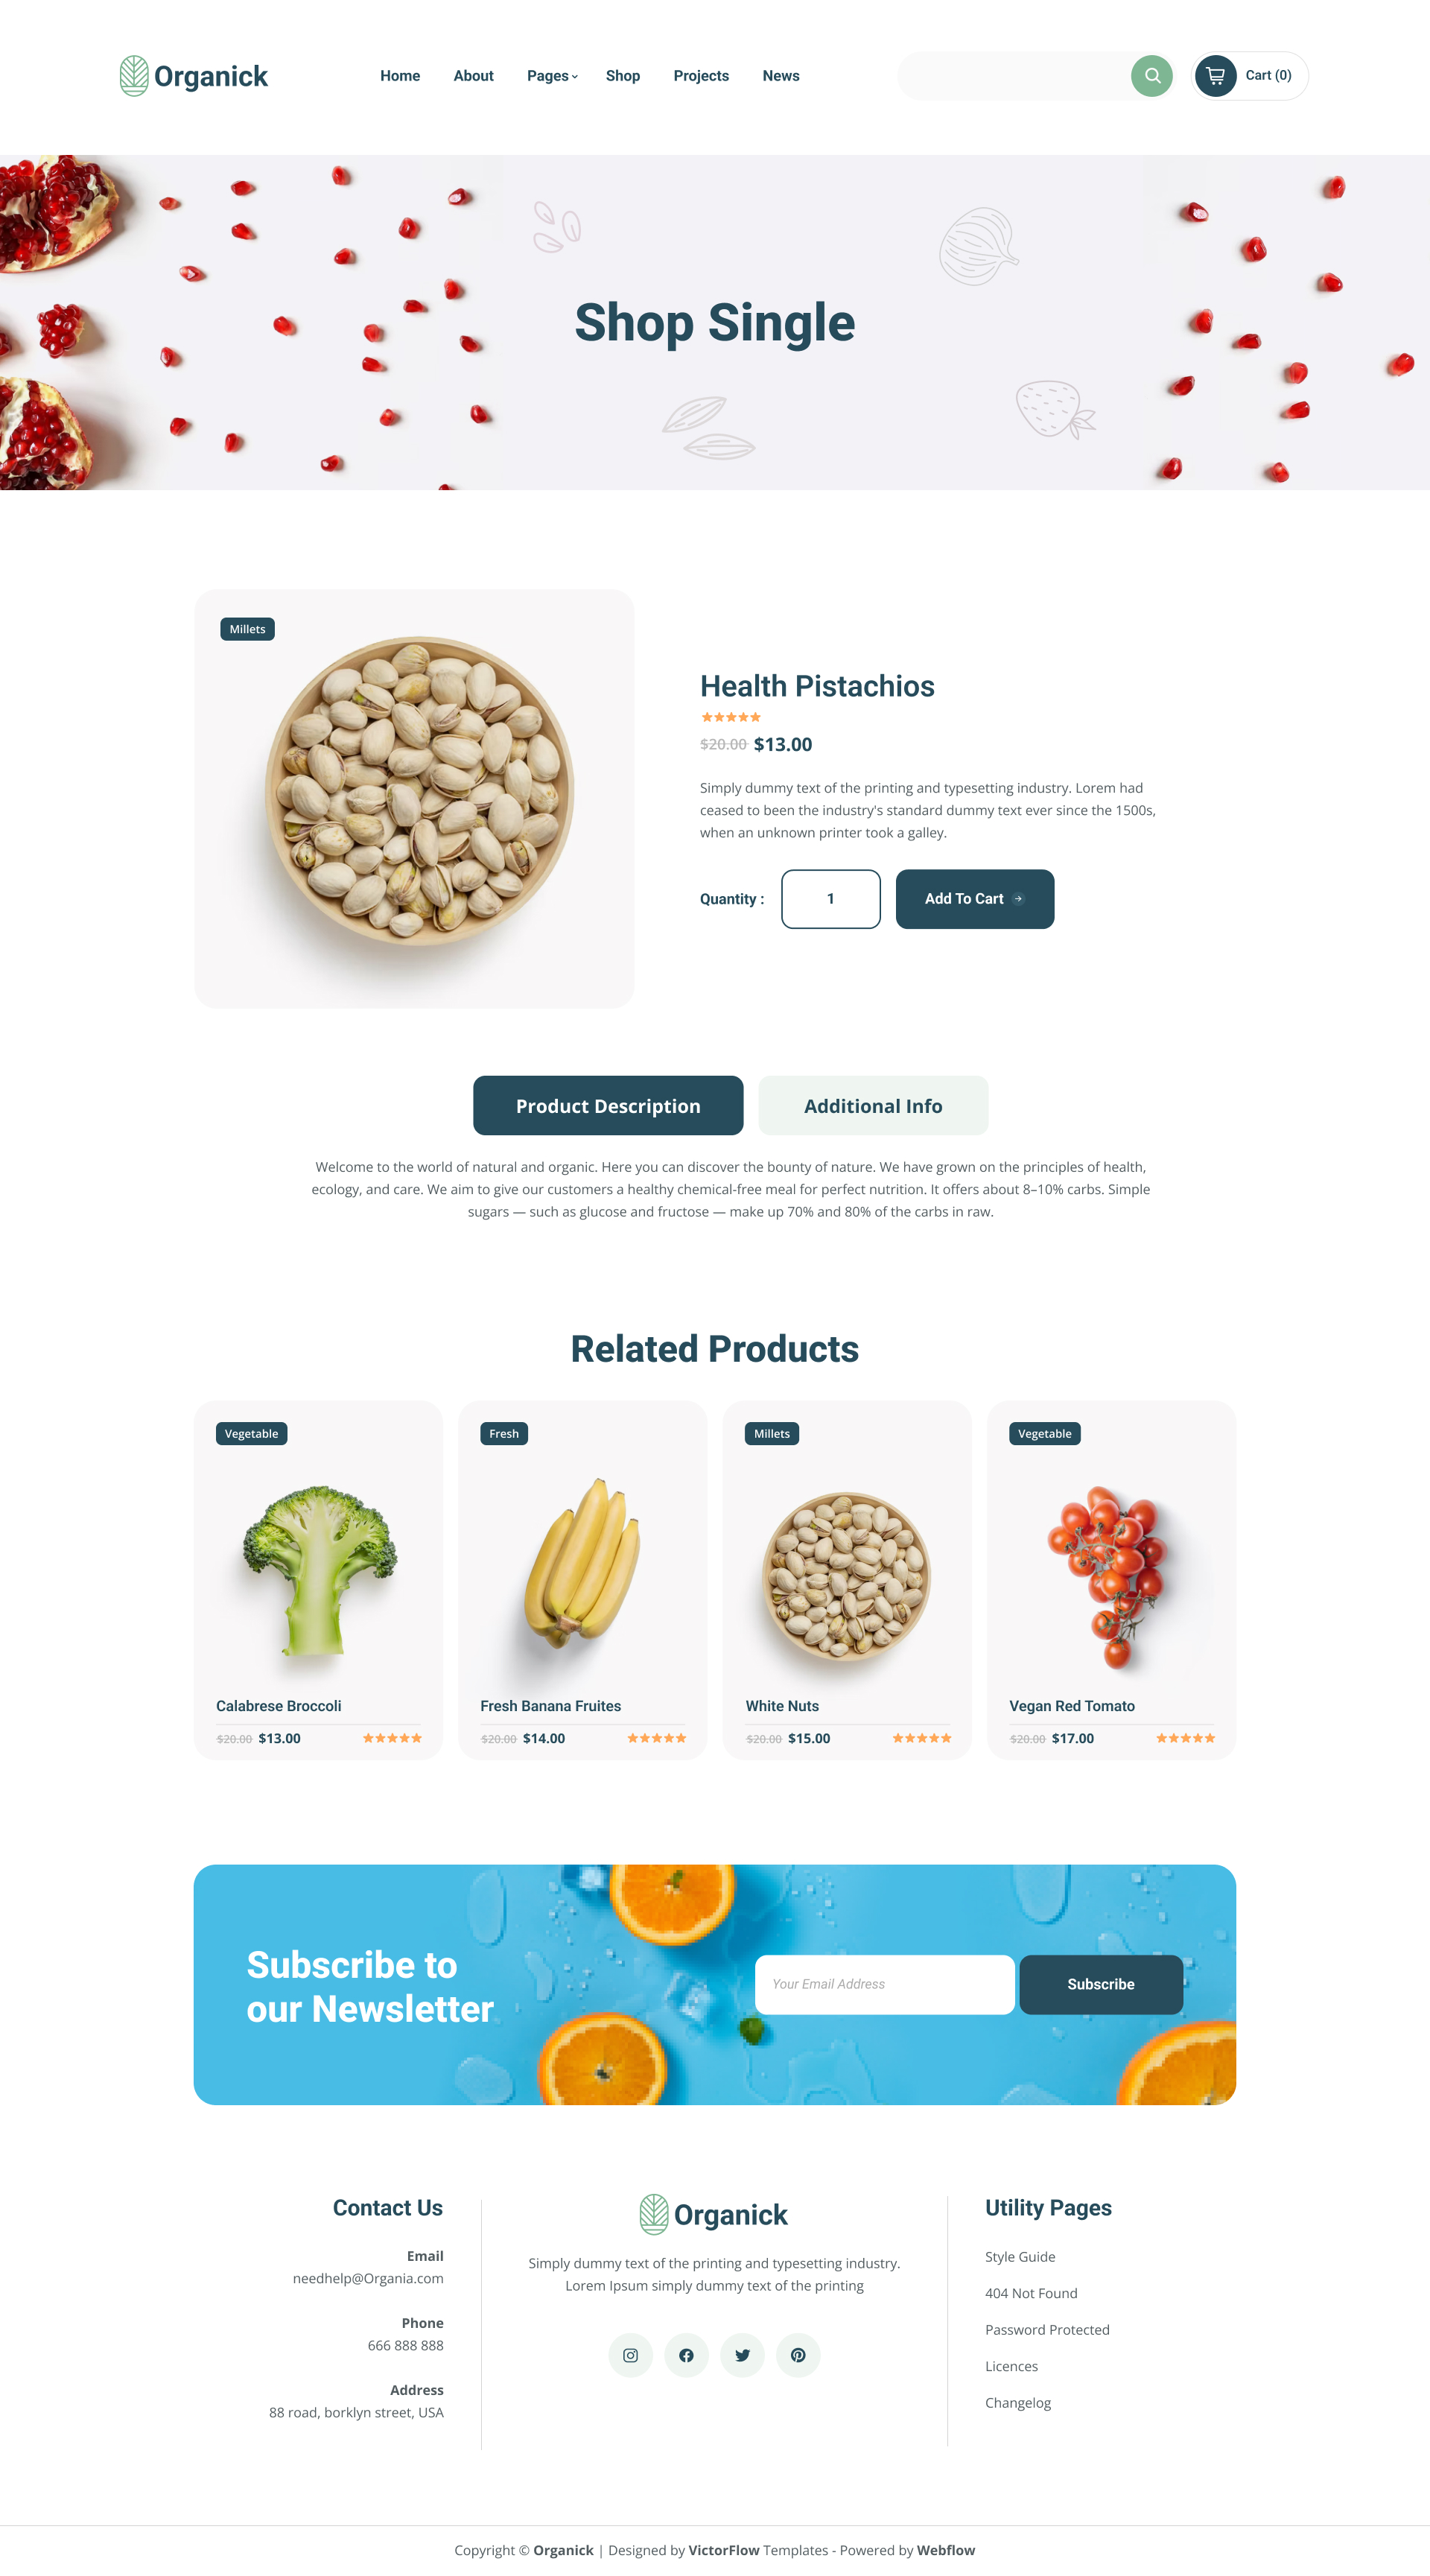 Organick
Home About Pages Shop Projects News
Cart (0)
Shop Single
Millets
Health Pistachios
$20.00 $13.00
Simply dummy text of the printing and typesetting industry. Lorem had
ceased to been the industry's standard dummy text ever since the 1500s,
when an unknown printer took a galley.
Quantity : 1 Add To Cart
Product Description Additional Info
Welcome to the world of natural and organic. Here you can discover the bounty of nature. We have grown on the principles of health,
ecology, and care. We aim to give our customers a healthy chemical-free meal for perfect nutrition. It offers about 8–10% carbs. Simple
sugars — such as glucose and fructose — make up 70% and 80% of the carbs in raw.
Related Products
Vegetable
Calabrese Broccoli
$20.00 $13.00
Fresh
Fresh Banana Fruites
$20.00 $14.00
Millets
White Nuts
$20.00 $15.00
Vegetable
Vegan Red Tomato
$20.00 $17.00
Subscribe to
our Newsletter
Your Email Address
Subscribe
Contact Us
Email
needhelp@Organia.com
Phone
666 888 888
Address
88 road, borklyn street, USA
Organick
Simply dummy text of the printing and typesetting industry.
Lorem Ipsum simply dummy text of the printing
Utility Pages
Style Guide
404 Not Found
Password Protected
Licences
Changelog
Copyright © Organick | Designed by VictorFlow Templates - Powered by Webflow